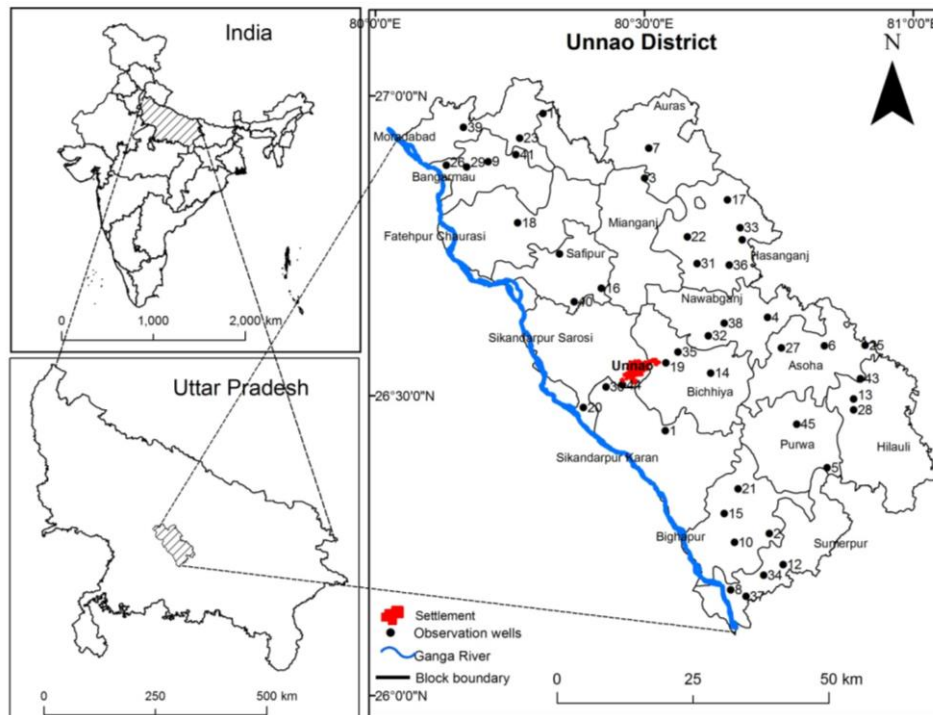 India
0 1,000 2,000 km
Uttar Pradesh
0 250 500 km
80°0'0"E 80°30'0"E 81°0'0"E
Unnao District
N
27°0'0"N
26°30'0"N
26°0'0"N
Auras
11
39
Moradabad
23
7
41
9
26
29
Bangarmau
3
17
Mianganj
18
Fatehpur Chaurasi
33
22
Safipur
Hasanganj
31
36
16
40
Nawabganj
4
38
Sikandarpur Sarosi
32
6
25
27
35
Unnao
19
Asoha
14
43
44
Bichhiya
13
20
28
45
1
Purwa
Hilauli
Sikandarpur Karan
5
21
15
Bighapur
2
10
Sumerpur
12
34
8
37
Settlement
Observation wells
Ganga River
Block boundary
0 25 50 km